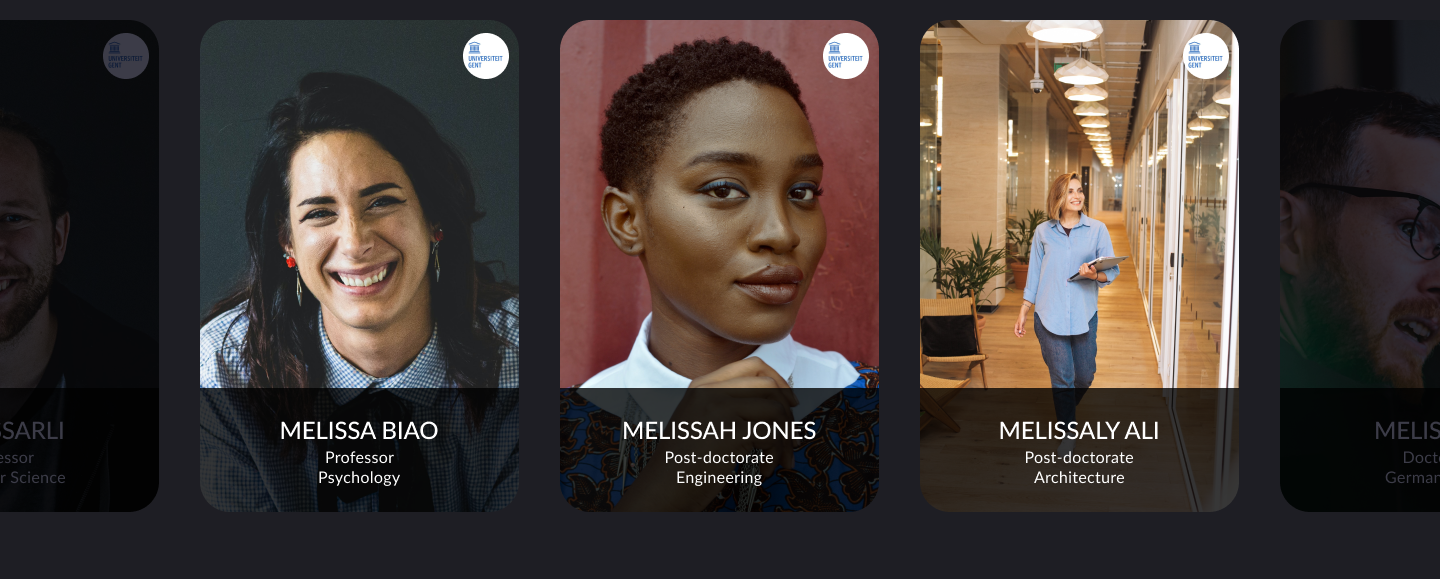 UNIVERSITEIT
GENT
SSARLI
essor
r Science
UNIVERSITEIT
GENT
MELISSA BIAO
Professor
Psychology
UNIVERSITEIT
GENT
MELISSAH JONES
Post-doctorate
Engineering
UNIVERSITEIT
GENT
MELISSALY ALI
Post-doctorate
Architecture
MELIS
Docto
German